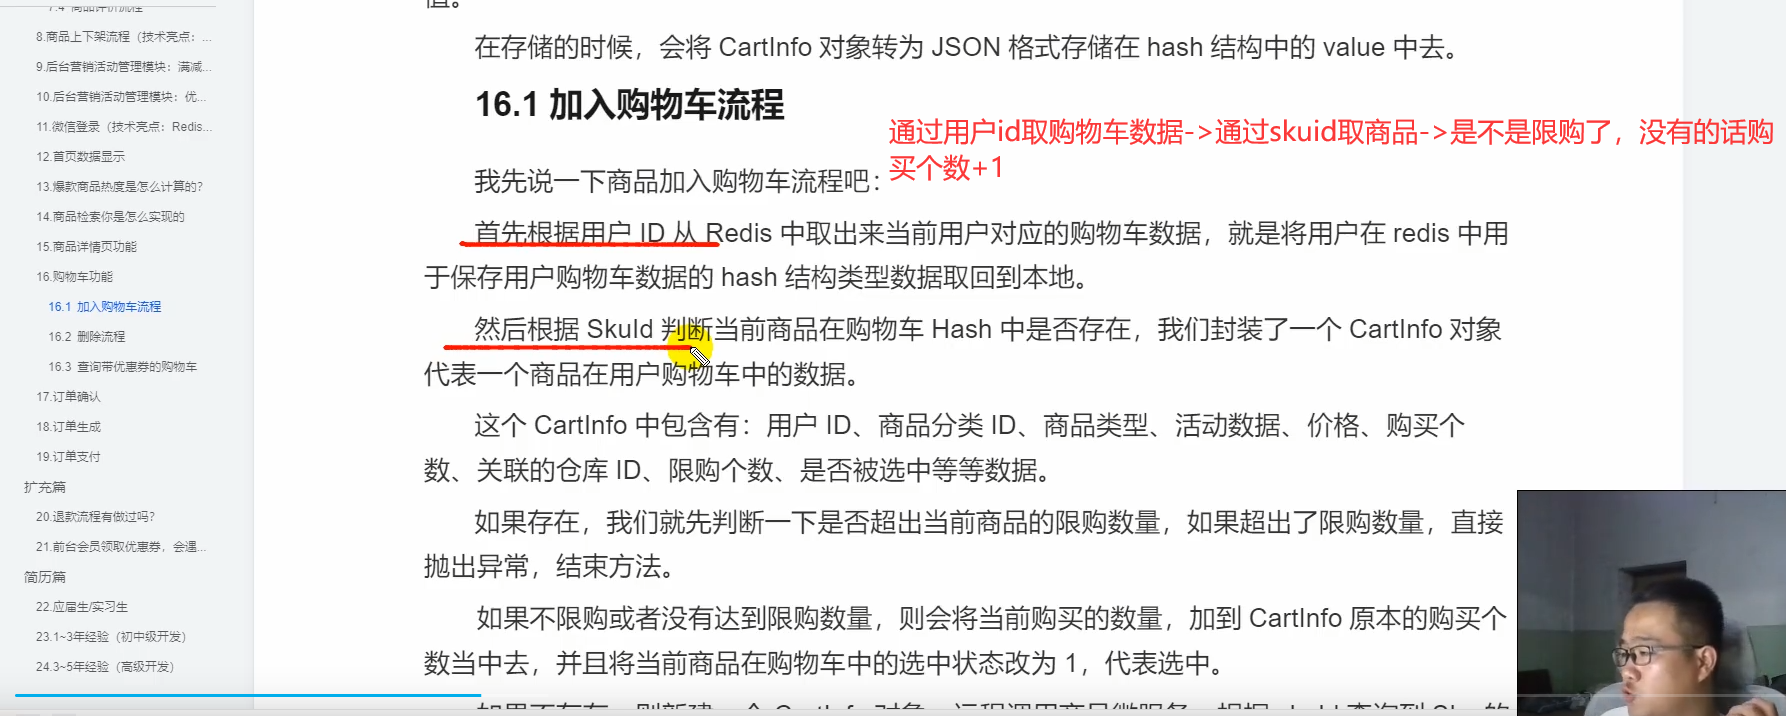 8.商品上下架流程（技术亮点：...
9.后台营销活动管理模块：满减...
10.后台营销活动管理模块：优...
11.微信登录（技术亮点：Redis...
12.首页数据显示
13.爆款商品热度是怎么计算的？
14.商品检索你是怎么实现的
15.商品详情页功能
16.购物车功能
16.1 加入购物车流程
16.2 删除流程
16.3 查询带优惠券的购物车
17.订单确认
18.订单生成
19.订单支付
扩充篇
20.退款流程有做过吗？
21.前台会员领取优惠券，会遇...
简历篇
22.应届生/实习生
23.1~3年经验（初中级开发）
24.3~5年经验（高级开发）
值。
在存储的时候，会将 CartInfo 对象转为 JSON 格式存储在 hash 结构中的 value 中去。
16.1 加入购物车流程
通过用户id取购物车数据->通过skuid取商品->是不是限购了，没有的话购
买个数+1
我先说一下商品加入购物车流程吧：
首先根据用户 ID 从 Redis 中取出来当前用户对应的购物车数据，就是将用户在 redis 中用
于保存用户购物车数据的 hash 结构类型数据取回到本地。
然后根据 SkuId 判断当前商品在购物车 Hash 中是否存在，我们封装了一个 CartInfo 对象
代表一个商品在用户购物车中的数据。
这个 CartInfo 中包含有：用户 ID、商品分类 ID、商品类型、活动数据、价格、购买个
数、关联的仓库 ID、限购个数、是否被选中等等数据。
如果存在，我们就先判断一下是否超出当前商品的限购数量，如果超出了限购数量，直接
抛出异常，结束方法。
如果不限购或者没有达到限购数量，则会将当前购买的数量，加到 CartInfo 原本的购买个
数当中去，并且将当前商品在购物车中的选中状态改为 1，代表选中。